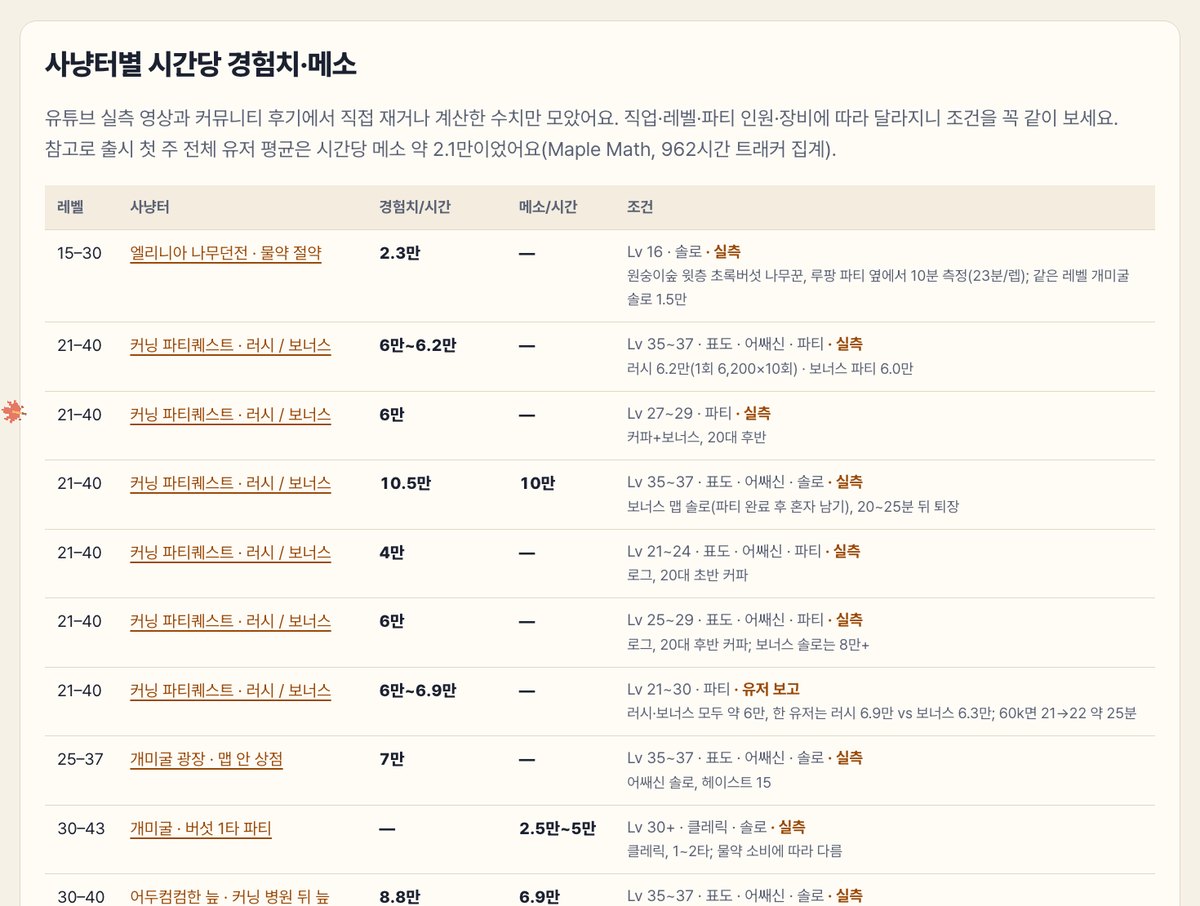 사냥터별 시간당 경험치·메소
유튜브 실측 영상과 커뮤니티 후기에서 직접 재거나 계산한 수치만 모았어요. 직업·레벨·파티 인원·장비에 따라 달라지니 조건을 꼭 같이 보세요.
참고로 출시 첫 주 전체 유저 평균은 시간당 메소 약 2.1만이었어요(Maple Math, 962시간 트래커 집계).
레벨 사냥터 경험치/시간 메소/시간 조건
15–30 엘리니아 나무던전 · 물약 절약 2.3만 — Lv 16 · 솔로 · 실측
원숭이숲 윗층 초록버섯 나무꾼, 루팡 파티 옆에서 10분 측정(23분/렙); 같은 레벨 개미굴
솔로 1.5만
21–40 커닝 파티퀘스트 · 러시 / 보너스 6만~6.2만 — Lv 35~37 · 표도 · 어쌔신 · 파티 · 실측
러시 6.2만(1회 6,200×10회) · 보너스 파티 6.0만
21–40 커닝 파티퀘스트 · 러시 / 보너스 6만 — Lv 27~29 · 파티 · 실측
커파+보너스, 20대 후반
21–40 커닝 파티퀘스트 · 러시 / 보너스 10.5만 10만 Lv 35~37 · 표도 · 어쌔신 · 솔로 · 실측
보너스 맵 솔로(파티 완료 후 혼자 남기), 20~25분 뒤 퇴장
21–40 커닝 파티퀘스트 · 러시 / 보너스 4만 — Lv 21~24 · 표도 · 어쌔신 · 파티 · 실측
로그, 20대 초반 커파
21–40 커닝 파티퀘스트 · 러시 / 보너스 6만 — Lv 25~29 · 표도 · 어쌔신 · 파티 · 실측
로그, 20대 후반 커파; 보너스 솔로는 8만+
21–40 커닝 파티퀘스트 · 러시 / 보너스 6만~6.9만 — Lv 21~30 · 파티 · 유저 보고
러시·보너스 모두 약 6만, 한 유저는 러시 6.9만 vs 보너스 6.3만; 60k면 21→22 약 25분
25–37 개미굴 광장 · 맵 안 상점 7만 — Lv 35~37 · 표도 · 어쌔신 · 솔로 · 실측
어쌔신 솔로, 헤이스트 15
30–43 개미굴 · 버섯 1타 파티 — 2.5만~5만 Lv 30+ · 클레릭 · 솔로 · 실측
클레릭, 1~2타; 물약 소비에 따라 다름
30–40 어두컴컴한 늪 · 커닝 병원 뒤 늪 8.8만 6.9만 Lv 35~37 · 표도 · 어쌔신 · 솔로 · 실측